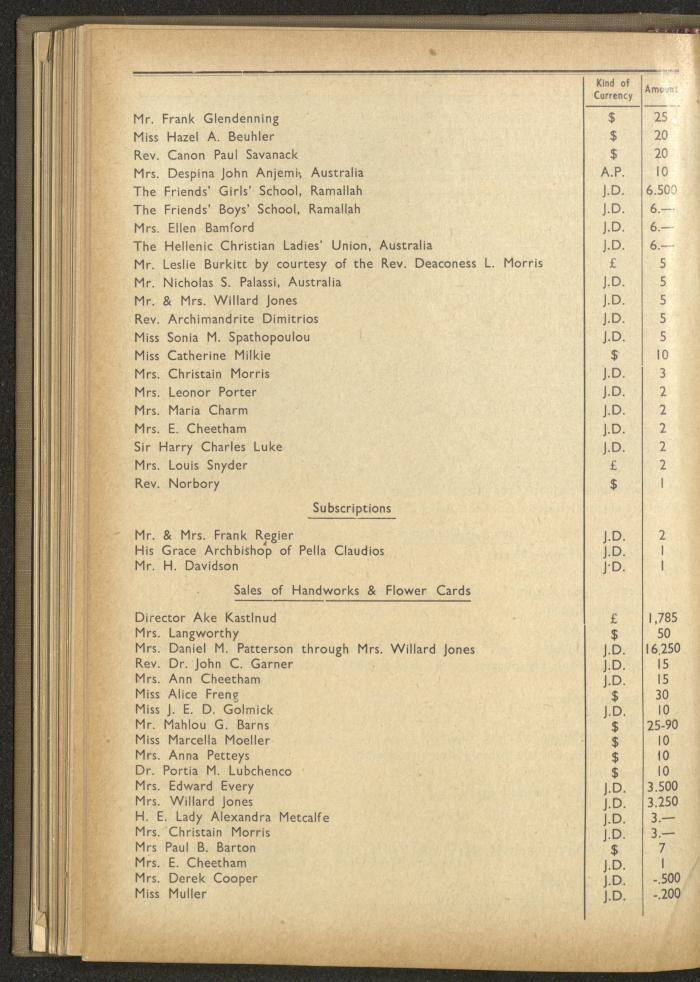 Kind of Currency Amount
Mr. Frank Glendenning $ 25
Miss Hazel A. Beuhler $ 20
Rev. Canon Paul Savanack $ 20
Mrs. Despina John Anjemi, Australia A.P. 10
The Friends' Girls' School, Ramallah J.D. 6.500
The Friends' Boys' School, Ramallah J.D. 6.—
Mrs. Ellen Bamford J.D. 6.—
The Hellenic Christian Ladies' Union, Australia J.D. 6.—
Mr. Leslie Burkitt by courtesy of the Rev. Deaconess L. Morris £ 5
Mr. Nicholas S. Palassi, Australia J.D. 5
Mr. & Mrs. Willard Jones J.D. 5
Rev. Archimandrite Dimitrios J.D. 5
Miss Sonia M. Spathopoulou J.D. 5
Miss Catherine Milkie $ 10
Mrs. Christain Morris J.D. 3
Mrs. Leonor Porter J.D. 2
Mrs. Maria Charm J.D. 2
Mrs. E. Cheetham J.D. 2
Sir Harry Charles Luke J.D. 2
Mrs. Louis Snyder £ 2
Rev. Norbory $ 1
Subscriptions
Mr. & Mrs. Frank Regier J.D. 2
His Grace Archbishop of Pella Claudios J.D. 1
Mr. H. Davidson J.D. 1
Sales of Handworks & Flower Cards
Director Ake Kastlnud £ 1,785
Mrs. Langworthy $ 50
Mrs. Daniel M. Patterson through Mrs. Willard Jones J.D. 16,250
Rev. Dr. John C. Garner J.D. 15
Mrs. Ann Cheetham J.D. 15
Miss Alice Freng $ 30
Miss J. E. D. Golmick J.D. 10
Mr. Mahlou G. Barns $ 25-90
Miss Marcella Moeller $ 10
Mrs. Anna Petteys $ 10
Dr. Portia M. Lubchenco $ 10
Mrs. Edward Every J.D. 3.500
Mrs. Willard Jones J.D. 3.250
H. E. Lady Alexandra Metcalfe J.D. 3.—
Mrs. Christain Morris J.D. 3.—
Mrs Paul B. Barton $ 7
Mrs. E. Cheetham J.D. 1
Mrs. Derek Cooper J.D. -.500
Miss Muller J.D. -.200